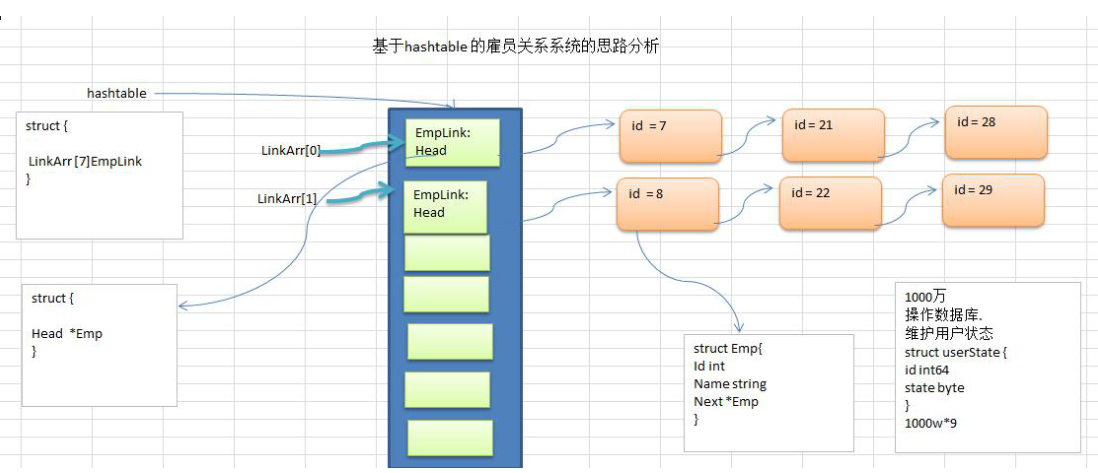 基于hashtable 的雇员关系系统的思路分析
hashtable
struct {
LinkArr [7]EmpLink
}
LinkArr[0]
LinkArr[1]
EmpLink:
Head
EmpLink:
Head
id = 7
id = 21
id = 28
id = 8
id = 22
id = 29
struct {
Head *Emp
}
struct Emp{
Id int
Name string
Next *Emp
}
1000万
操作数据库.
维护用户状态
struct userState {
id int64
state byte
}
1000w*9